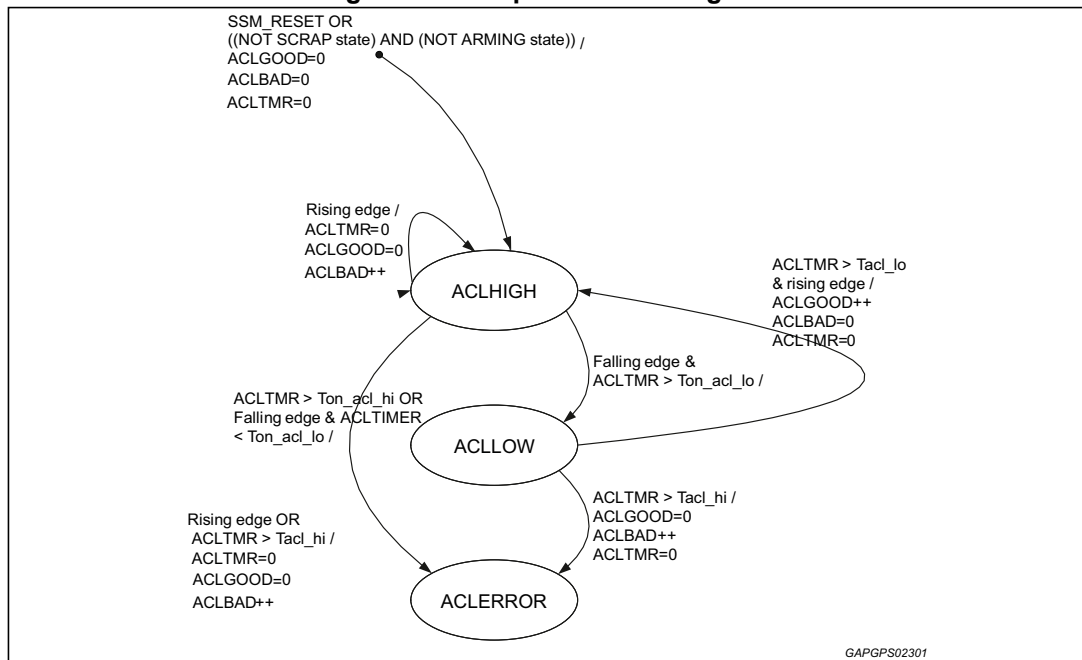 SSM_RESET OR
((NOT SCRAP state) AND (NOT ARMING state)) /
ACLGOOD=0
ACLBAD=0
ACLTMR=0
Rising edge /
ACLTMR=0
ACLGOOD=0
ACLBAD++
ACLHIGH
ACLTMR > Tacl_lo
& rising edge /
ACLGOOD++
ACLBAD=0
ACLTMR=0
Falling edge &
ACLTMR > Ton_acl_lo /
ACLTMR > Ton_acl_hi OR
Falling edge & ACLTIMER
< Ton_acl_lo /
ACLLOW
ACLTMR > Tacl_hi /
ACLGOOD=0
ACLBAD++
ACLTMR=0
Rising edge OR
ACLTMR > Tacl_hi /
ACLTMR=0
ACLGOOD=0
ACLBAD++
ACLERROR
GAPGPS02301